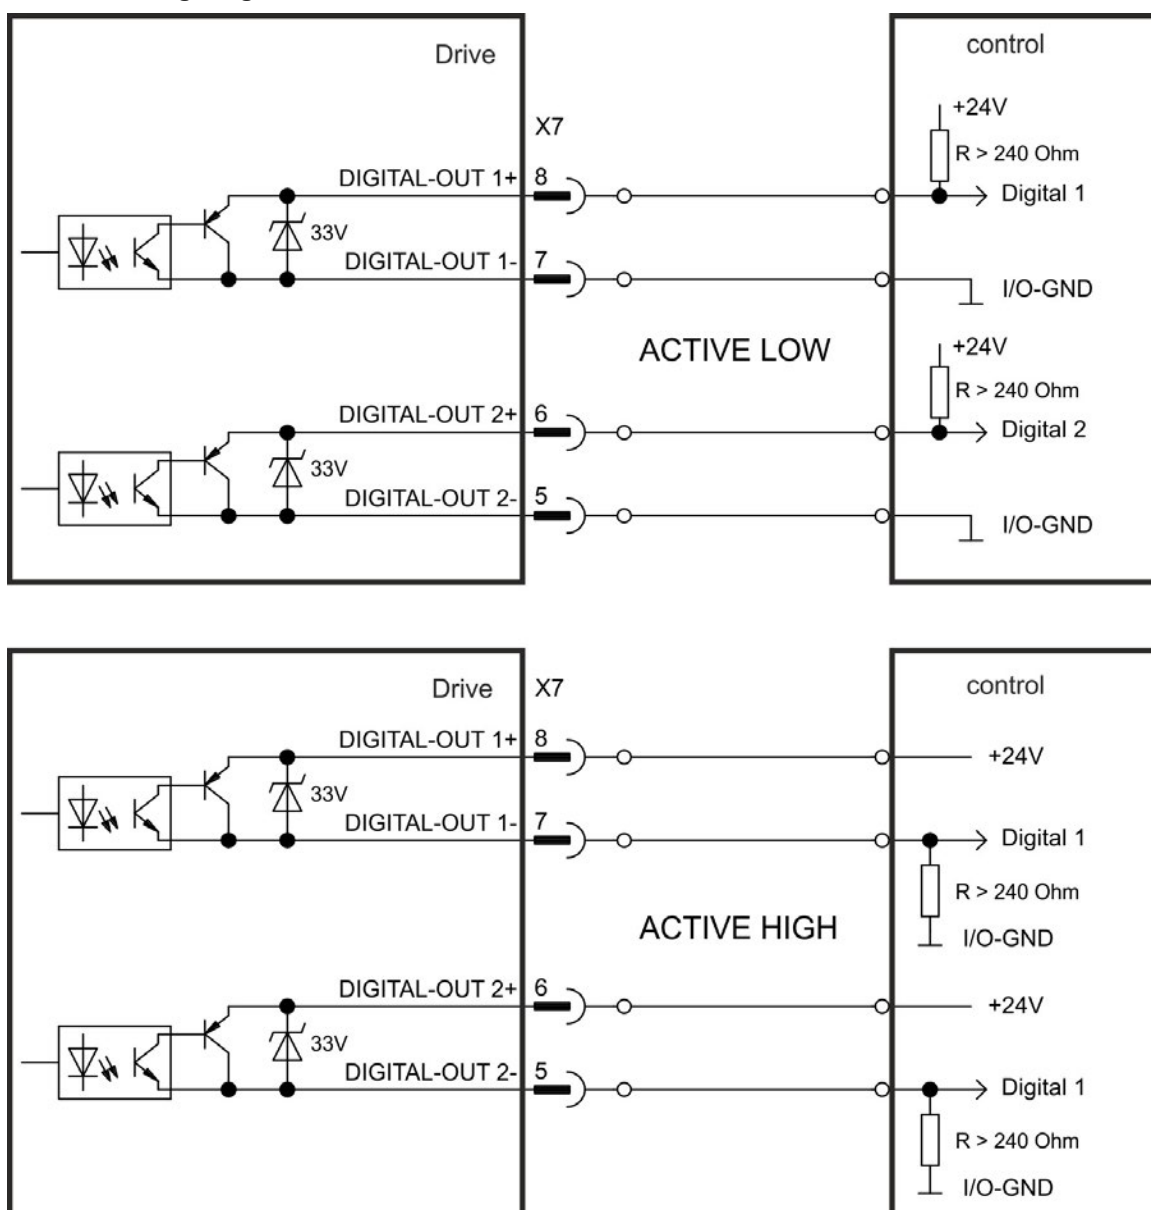 Drive
control
+24V
X7
R > 240 Ohm
DIGITAL-OUT 1+
8
Digital 1
33V
DIGITAL-OUT 1-
7
I/O-GND
ACTIVE LOW
+24V
R > 240 Ohm
DIGITAL-OUT 2+
6
Digital 2
33V
DIGITAL-OUT 2-
5
I/O-GND
Drive
X7
control
DIGITAL-OUT 1+
8
+24V
33V
DIGITAL-OUT 1-
7
Digital 1
R > 240 Ohm
ACTIVE HIGH
I/O-GND
DIGITAL-OUT 2+
6
+24V
33V
DIGITAL-OUT 2-
5
Digital 1
R > 240 Ohm
I/O-GND